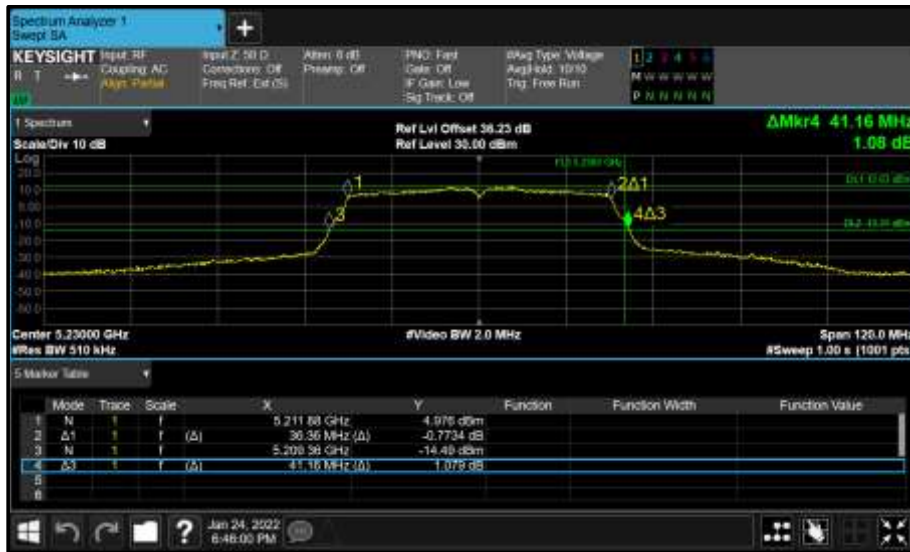 Spectrum Analyzer 1
Swept SA
+
KEYSIGHT
R T
Input: RF
Coupling: AC
Align: Partial
Input Z: 50 Ω
Corrections: Off
Freq Ref: Ext (S)
Atten: 6 dB
Preamp: Off
PNO: Fast
Gate: Off
IF Gain: Low
Sig Track: Off
#Avg Type: Voltage
Avg|Hold: 10/10
Trig: Free Run
1 2 3 4 5 6
M W W W W W
P N N N N N
1 Spectrum
Scale/Div 10 dB
Ref Lvl Offset 36.23 dB
Ref Level 30.00 dBm
ΔMkr4 41.16 MHz
1.08 dB
Log
20.0
10.0
0.00
-10.0
-20.0
-30.0
-40.0
-50.0
-60.0
1
2Δ1
3
4Δ3
Center 5.23000 GHz
#Res BW 510 kHz
#Video BW 2.0 MHz
Span 120.0 MHz
#Sweep 1.00 s (1001 pts
5 Marker Table
Mode Trace Scale X Y Function Function Width Function Value
1 N 1 f 5.211 88 GHz 4.976 dBm
2 Δ1 1 f (Δ) 36.36 MHz (Δ) -0.7734 dB
3 N 1 f 5.209 36 GHz -14.49 dBm
4 Δ3 1 f (Δ) 41.16 MHz (Δ) 1.079 dB
5
6
?
Jan 24, 2022
6:46:00 PM